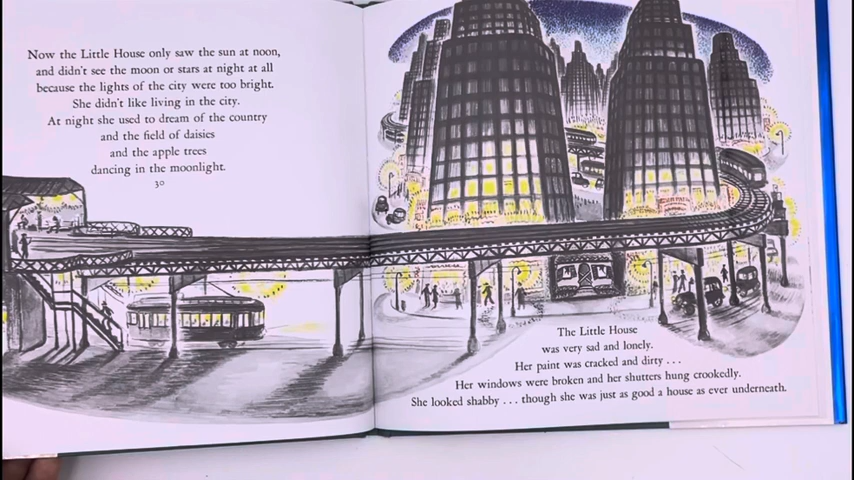 Now the Little House only saw the sun at noon,
and didn't see the moon or stars at night at all
because the lights of the city were too bright.
She didn't like living in the city.
At night she used to dream of the country
and the field of daisies
and the apple trees
dancing in the moonlight.
30
The Little House
was very sad and lonely.
Her paint was cracked and dirty . . .
Her windows were broken and her shutters hung crookedly.
She looked shabby . . . though she was just as good a house as ever underneath.